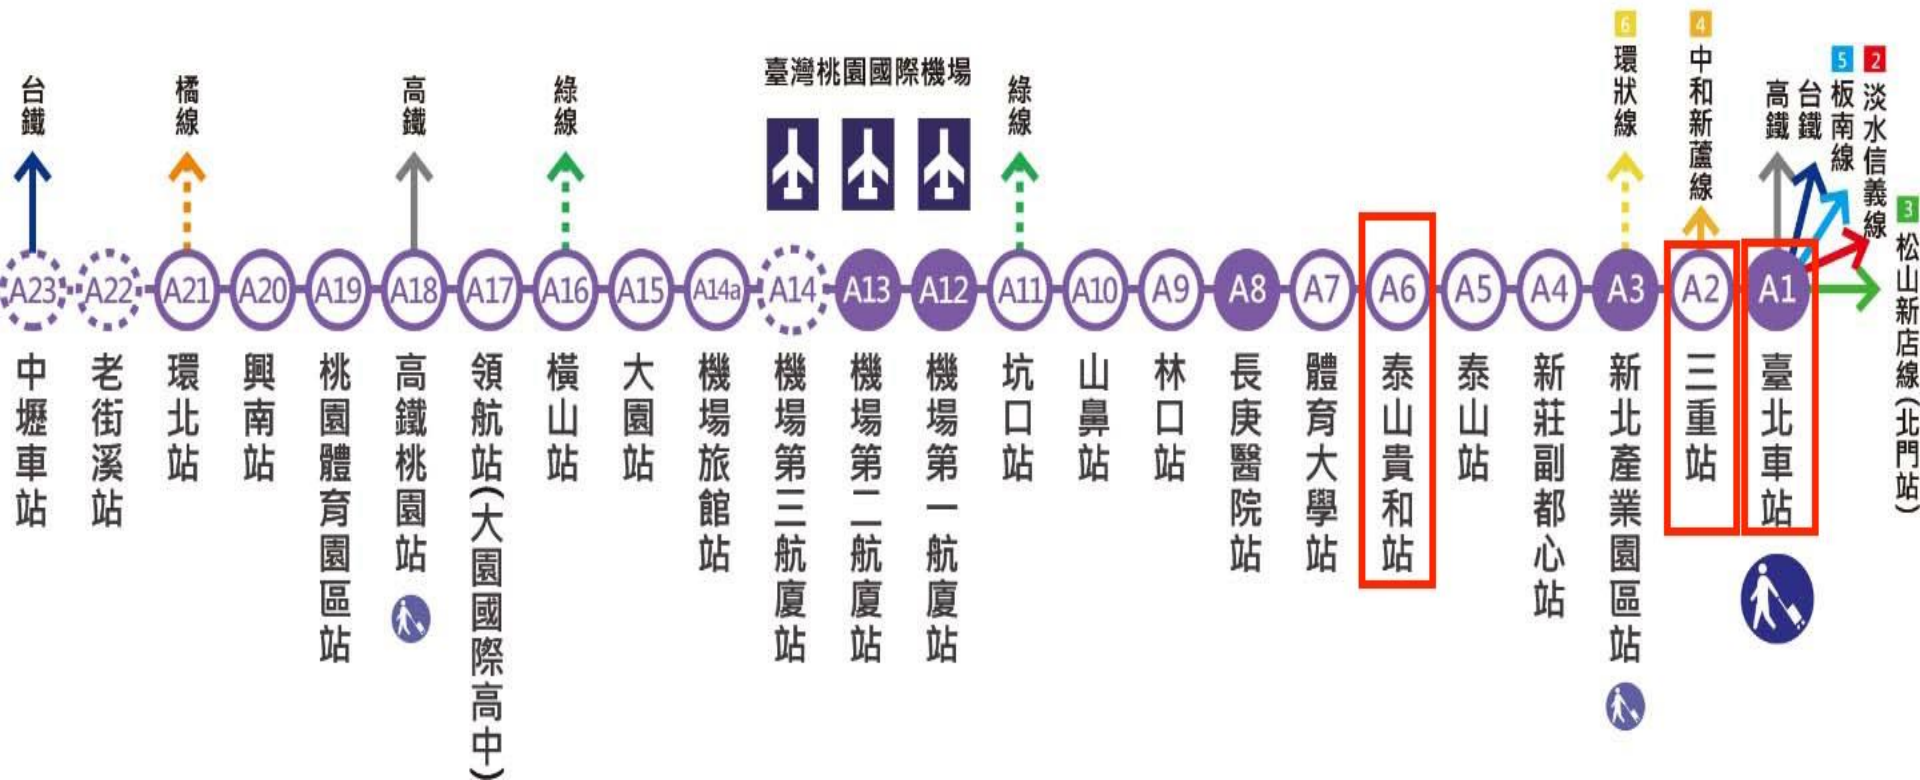 台鐵
橘線
高鐵
綠線
臺灣桃園國際機場
綠線
6
環狀線
4
中和新蘆線
高鐵
台鐵
5
板南線
2
淡水信義線
3
松山新店線(北門站)
A23
A22
A21
A20
A19
A18
A17
A16
A15
A14a
A14
A13
A12
A11
A10
A9
A8
A7
A6
A5
A4
A3
A2
A1
中壢車站
老街溪站
環北站
興南站
桃園體育園區站
高鐵桃園站
領航站(大園國際高中)
橫山站
大園站
機場旅館站
機場第三航廈站
機場第二航廈站
機場第一航廈站
坑口站
山鼻站
林口站
長庚醫院站
體育大學站
泰山貴和站
泰山站
新莊副都心站
新北產業園區站
三重站
臺北車站